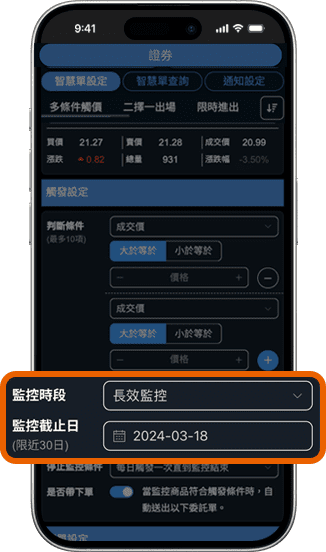 9:41
證券
智慧單設定 智慧單查詢 通知設定
多條件觸價 二擇一出場 限時進出
買價 21.27 賣價 21.28 成交價 20.99
漲跌 ▲ 0.82 總量 931 漲跌幅 -3.50%
觸發設定
判斷條件 成交價
(最多10項)
大於等於 小於等於
− 價格 +
成交價
大於等於 小於等於
− 價格 +
監控時段 長效監控
監控截止日
(限近30日) 2024-03-18
停止監控條件 每日觸發一次直到監控結束
是否帶下單 當監控商品符合觸發條件時，自
動送出以下委託單。